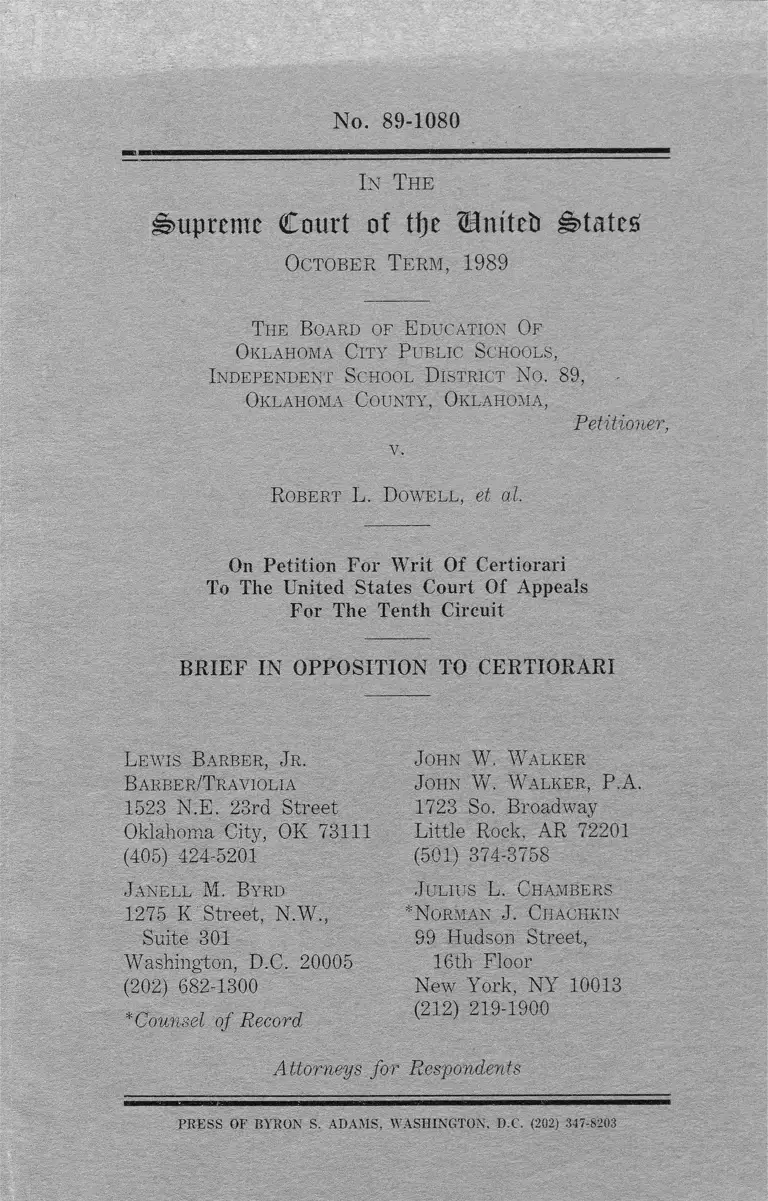 No. 89-1080
IN THE
Supreme Court of the United States
OCTOBER TERM, 1989
THE BOARD OF EDUCATION OF
OKLAHOMA CITY PUBLIC SCHOOLS,
INDEPENDENT SCHOOL DISTRICT NO. 89,
OKLAHOMA COUNTY, OKLAHOMA,
Petitioner,
v.
ROBERT L. DOWELL, et al.
On Petition For Writ Of Certiorari
To The United States Court Of Appeals
For The Tenth Circuit
BRIEF IN OPPOSITION TO CERTIORARI
LEWIS BARBER, JR.
BARBER/TRAVIOLIA
1523 N.E. 23rd Street
Oklahoma City, OK 73111
(405) 424-5201
JANELL M. BYRD
1275 K Street, N.W.,
Suite 301
Washington, D.C. 20005
(202) 682-1300
*Counsel of Record
JOHN W. WALKER
JOHN W. WALKER, P.A.
1723 So. Broadway
Little Rock, AR 72201
(501) 374-3758
JULIUS L. CHAMBERS
*NORMAN J. CHACHKIN
99 Hudson Street,
16th Floor
New York, NY 10013
(212) 219-1900
Attorneys for Respondents
PRESS OF BYRON S. ADAMS, WASHINGTON, D.C. (202) 347-8203